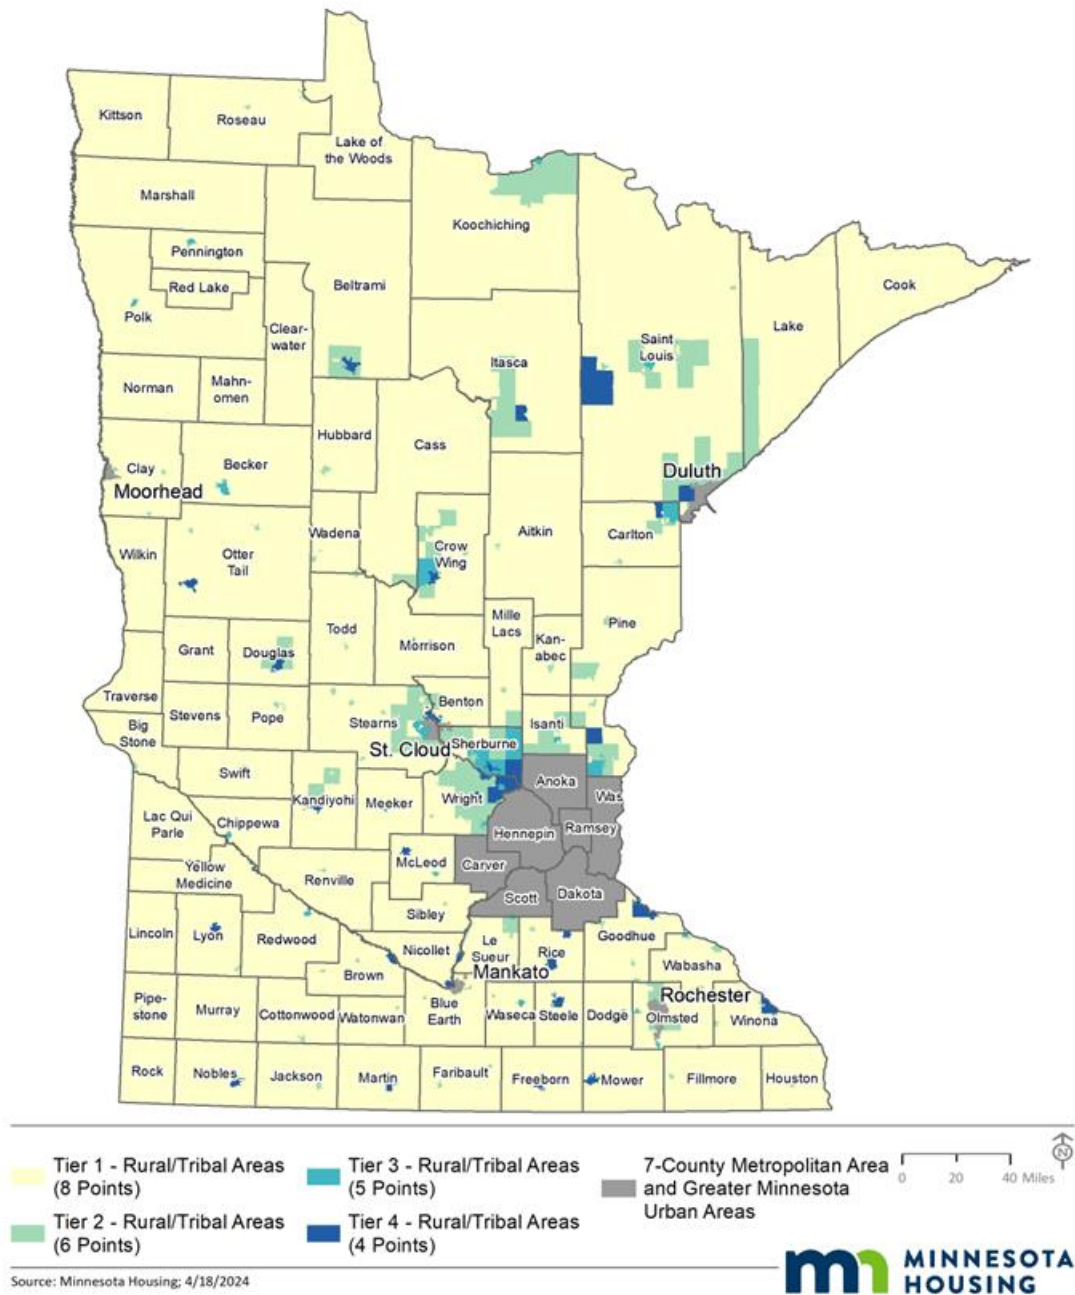 Kittson
Roseau
Lake of
the Woods
Marshall
Koochiching
Pennington
Red Lake
Beltrami
Cook
Polk
Clear-
water
Lake
Saint
Louis
Itasca
Norman
Mahn-
omen
Hubbard
Cass
Clay
Becker
Duluth
Moorhead
Wadena
Aitkin
Carlton
Wilkin
Otter
Tail
Crow
Wing
Mille
Lacs
Pine
Todd
Kan-
abec
Grant
Douglas
Morrison
Traverse
Benton
Stevens
Pope
Stearns
Isanti
Big
Stone
St. Cloud
Sherburne
Swift
Anoka
Kandiyohi
Meeker
Wright
Was
Lac Qui
Parle
Chippewa
Hennepin
Ramsey
McLeod
Carver
Yellow
Medicine
Renville
Scott
Dakota
Sibley
Lincoln
Lyon
Redwood
Nicollet
Le
Sueur
Rice
Goodhue
Wabasha
Brown
Mankato
Rochester
Pipe-
stone
Murray
Cottonwood
Watonwan
Blue
Earth
Waseca
Steele
Dodge
Olmsted
Winona
Rock
Nobles
Jackson
Martin
Faribault
Freeborn
Mower
Fillmore
Houston
Tier 1 - Rural/Tribal Areas
(8 Points)
Tier 2 - Rural/Tribal Areas
(6 Points)
Tier 3 - Rural/Tribal Areas
(5 Points)
Tier 4 - Rural/Tribal Areas
(4 Points)
7-County Metropolitan Area
and Greater Minnesota
Urban Areas
N
0 20 40 Miles
Source: Minnesota Housing; 4/18/2024
mn MINNESOTA
HOUSING